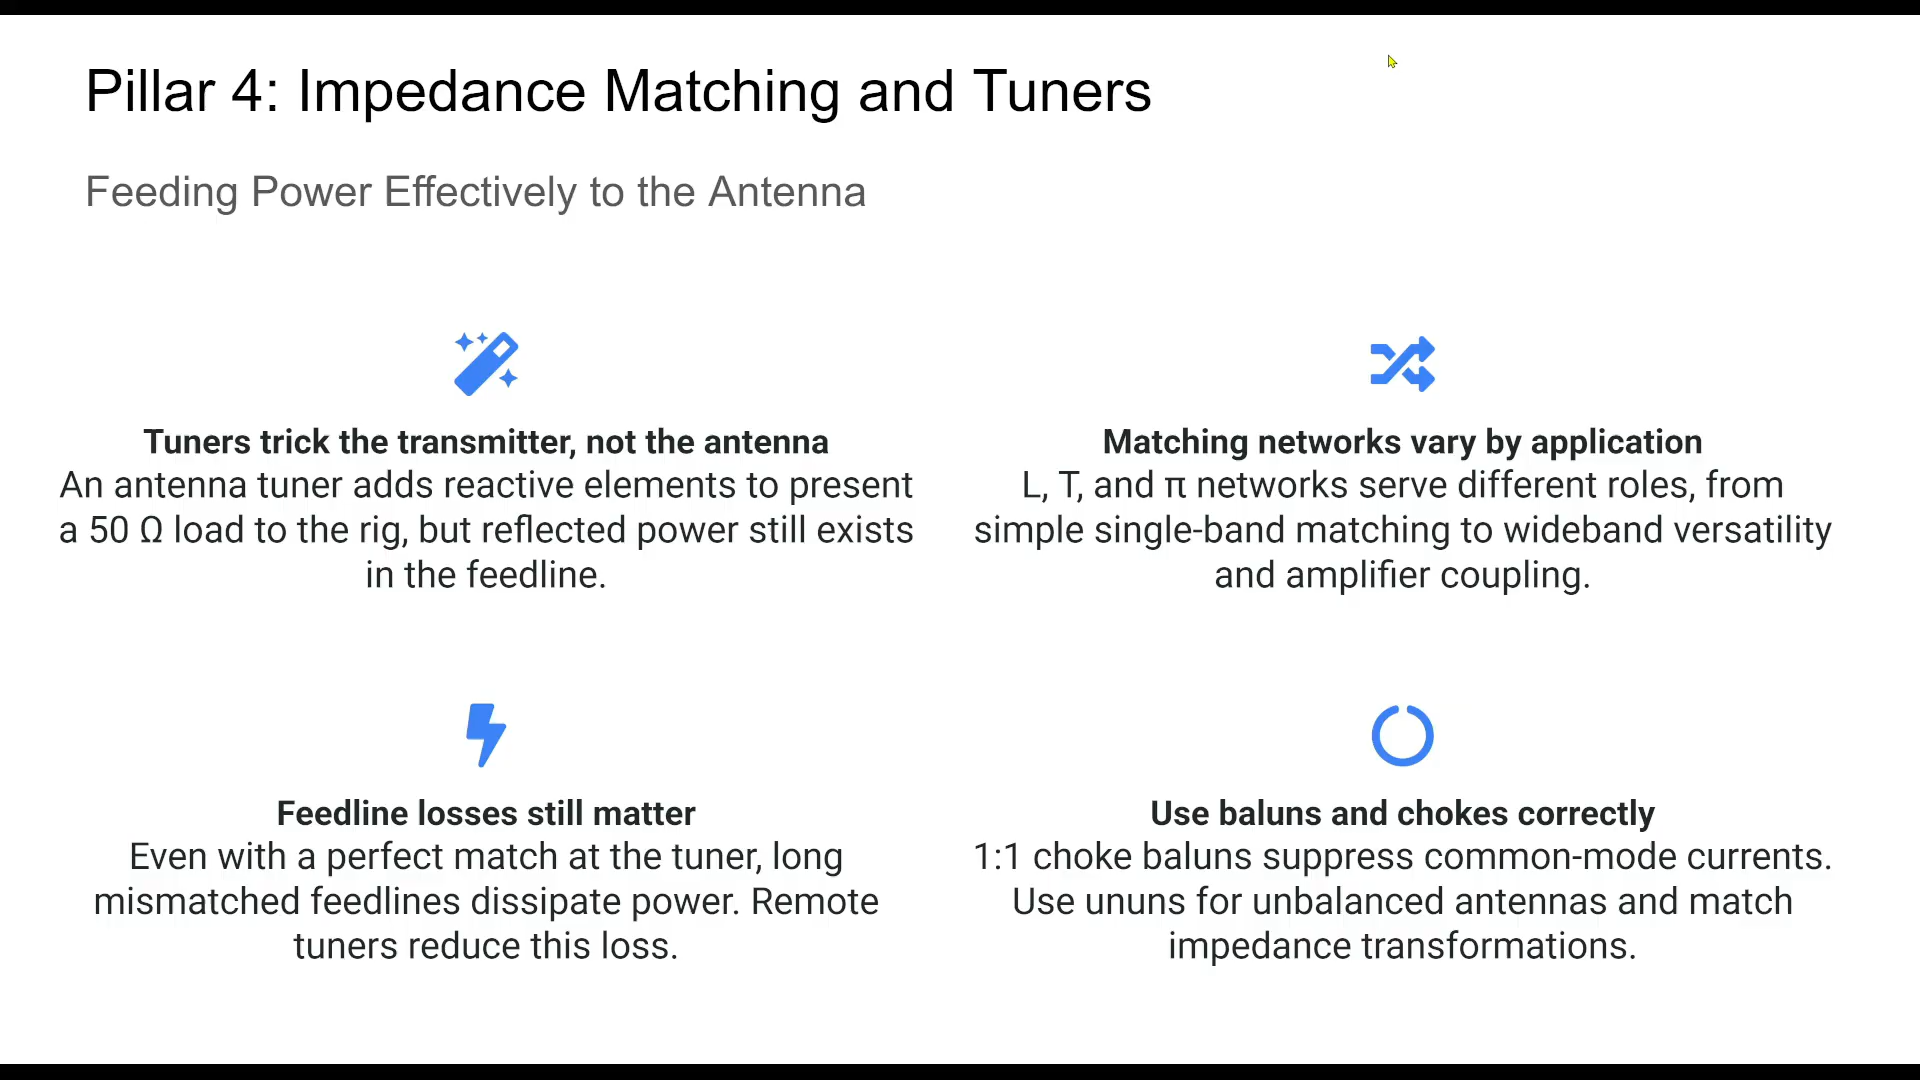 Pillar 4: Impedance Matching and Tuners
Feeding Power Effectively to the Antenna
Tuners trick the transmitter, not the antenna
An antenna tuner adds reactive elements to present
a 50 Ω load to the rig, but reflected power still exists
in the feedline.
Matching networks vary by application
L, T, and π networks serve different roles, from
simple single-band matching to wideband versatility
and amplifier coupling.
Feedline losses still matter
Even with a perfect match at the tuner, long
mismatched feedlines dissipate power. Remote
tuners reduce this loss.
Use baluns and chokes correctly
1:1 choke baluns suppress common-mode currents.
Use ununs for unbalanced antennas and match
impedance transformations.